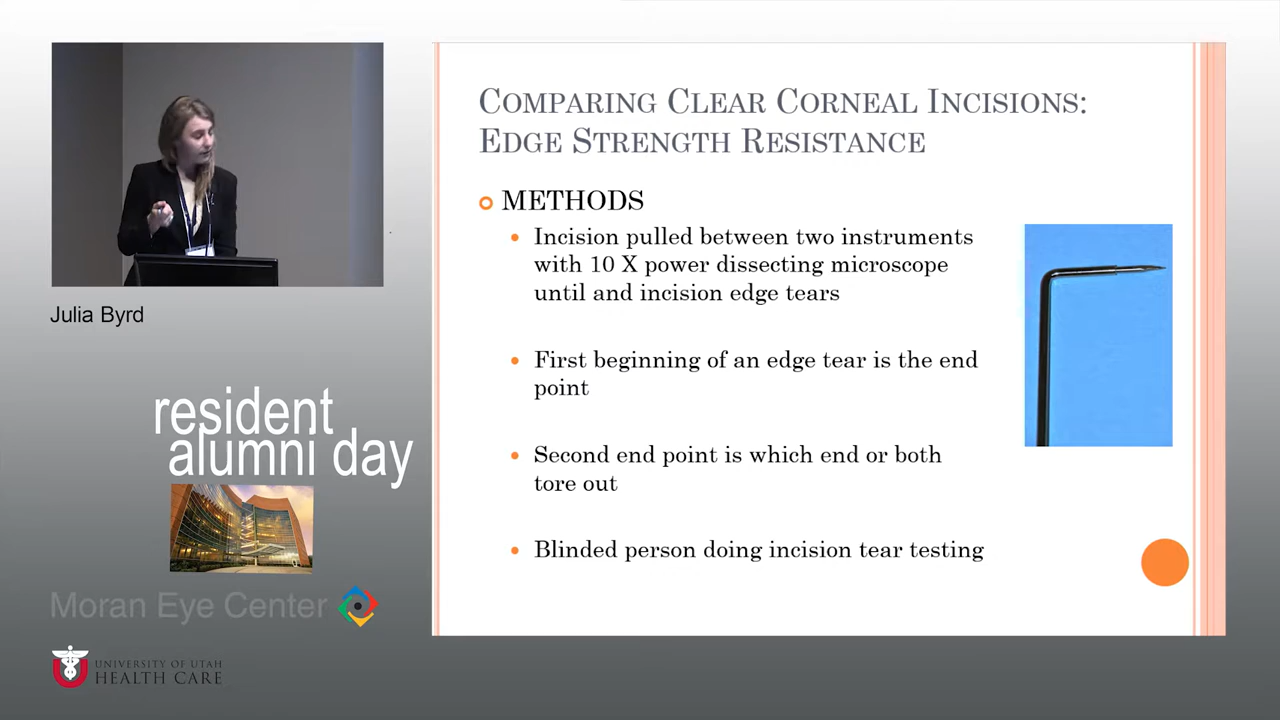 COMPARING CLEAR CORNEAL INCISIONS:
EDGE STRENGTH RESISTANCE
METHODS
Incision pulled between two instruments
with 10 X power dissecting microscope
until and incision edge tears
First beginning of an edge tear is the end
point
Second end point is which end or both
tore out
Blinded person doing incision tear testing
Julia Byrd
resident
alumni day
Moran Eye Center
UNIVERSITY OF UTAH
HEALTH CARE